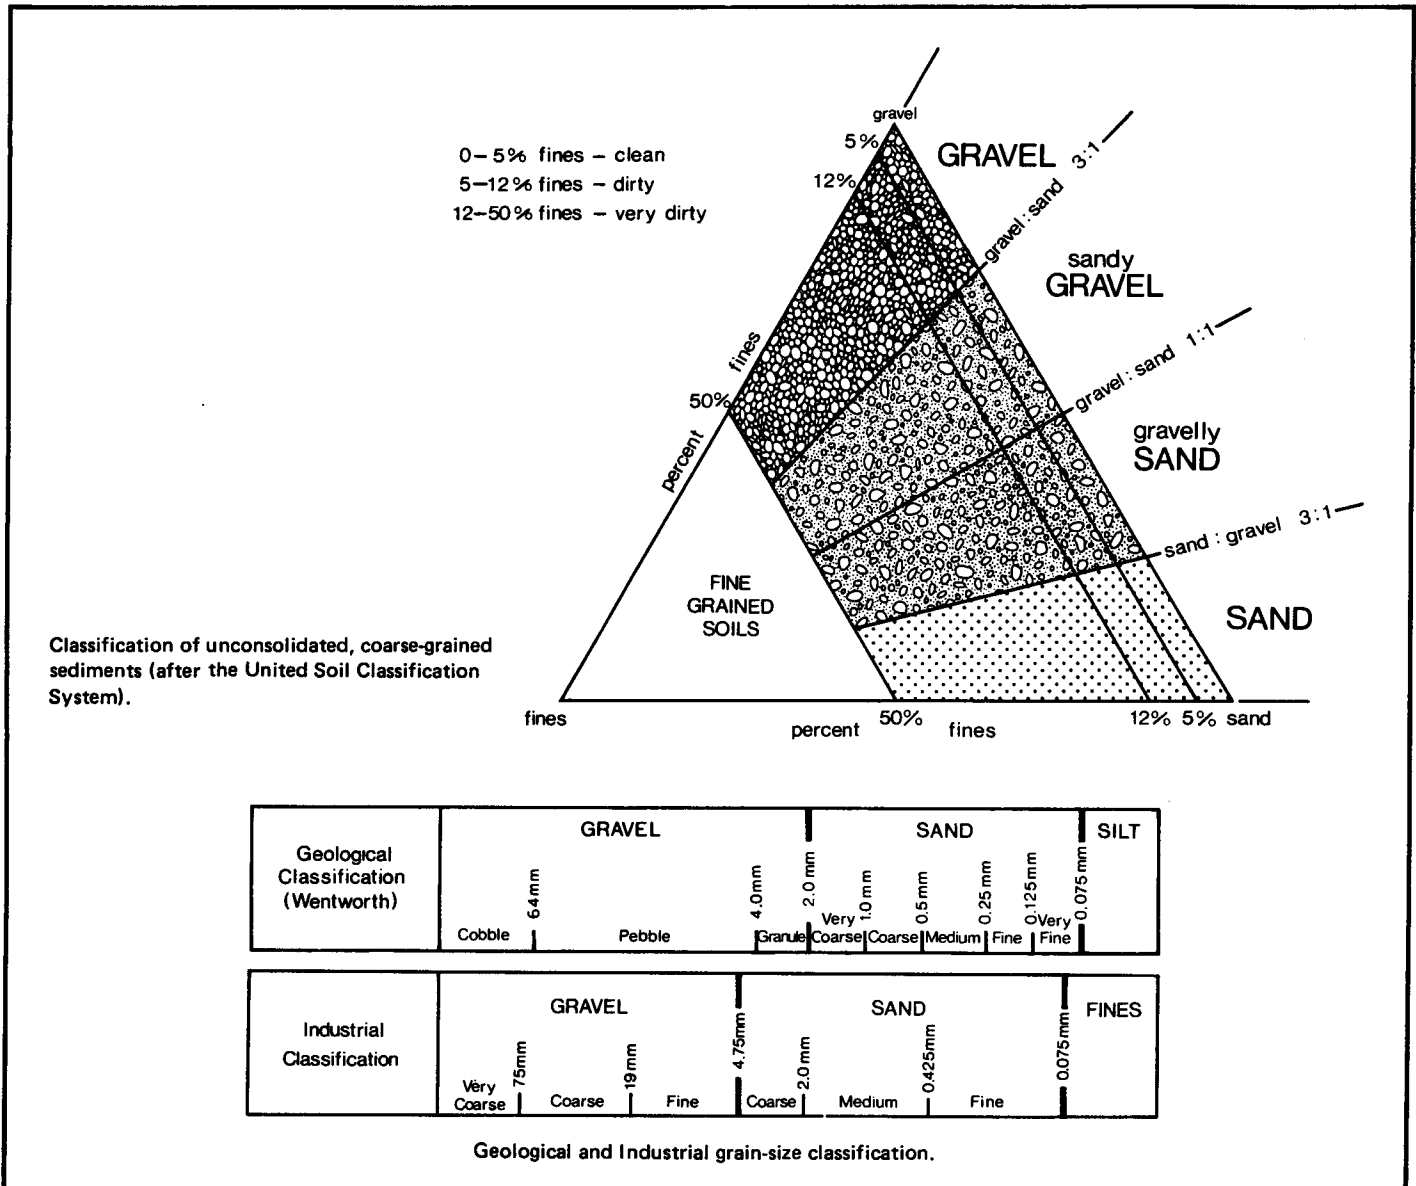 gravel
5%
GRAVEL
0–5% fines – clean
5–12% fines – dirty
12–50% fines – very dirty
12%
gravel:sand 3:1
sandy
GRAVEL
fines
50%
percent
gravel:sand 1:1
gravelly
SAND
sand:gravel 3:1
FINE
GRAINED
SOILS
SAND
Classification of unconsolidated, coarse-grained
sediments (after the United Soil Classification
System).
fines
percent 50% fines
12% 5% sand
Geological
Classification
(Wentworth)
GRAVEL
SAND
SILT
64mm
4.0mm
2.0 mm
1.0 mm
0.5mm
0.25 mm
0.125mm
0.075mm
Cobble
Pebble
Granule
Very
Coarse
Coarse
Medium
Fine
Very
Fine
Industrial
Classification
GRAVEL
SAND
FINES
75mm
19mm
4.75mm
2.0 mm
0.425mm
0.075mm
Very
Coarse
Coarse
Fine
Coarse
Medium
Fine
Geological and Industrial grain-size classification.